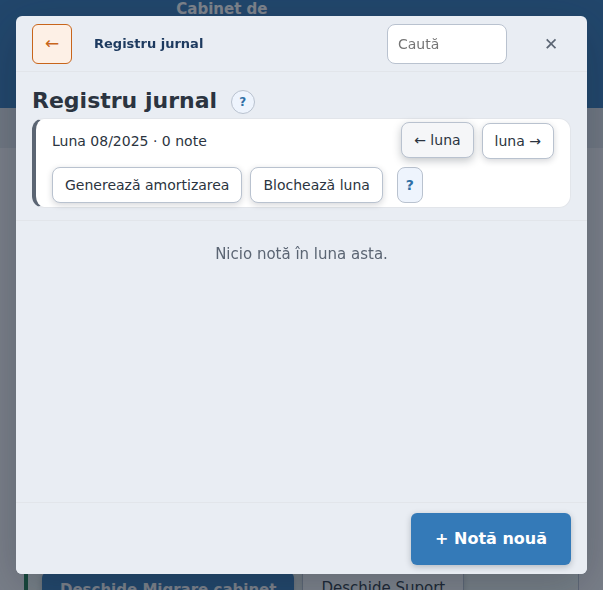 Cabinet de
← Registru jurnal Caută ✕
Registru jurnal ?
Luna 08/2025 · 0 note ← luna luna →
Generează amortizarea Blochează luna ?
Nicio notă în luna asta.
+ Notă nouă
Deschide Migrare cabinet Deschide Suport